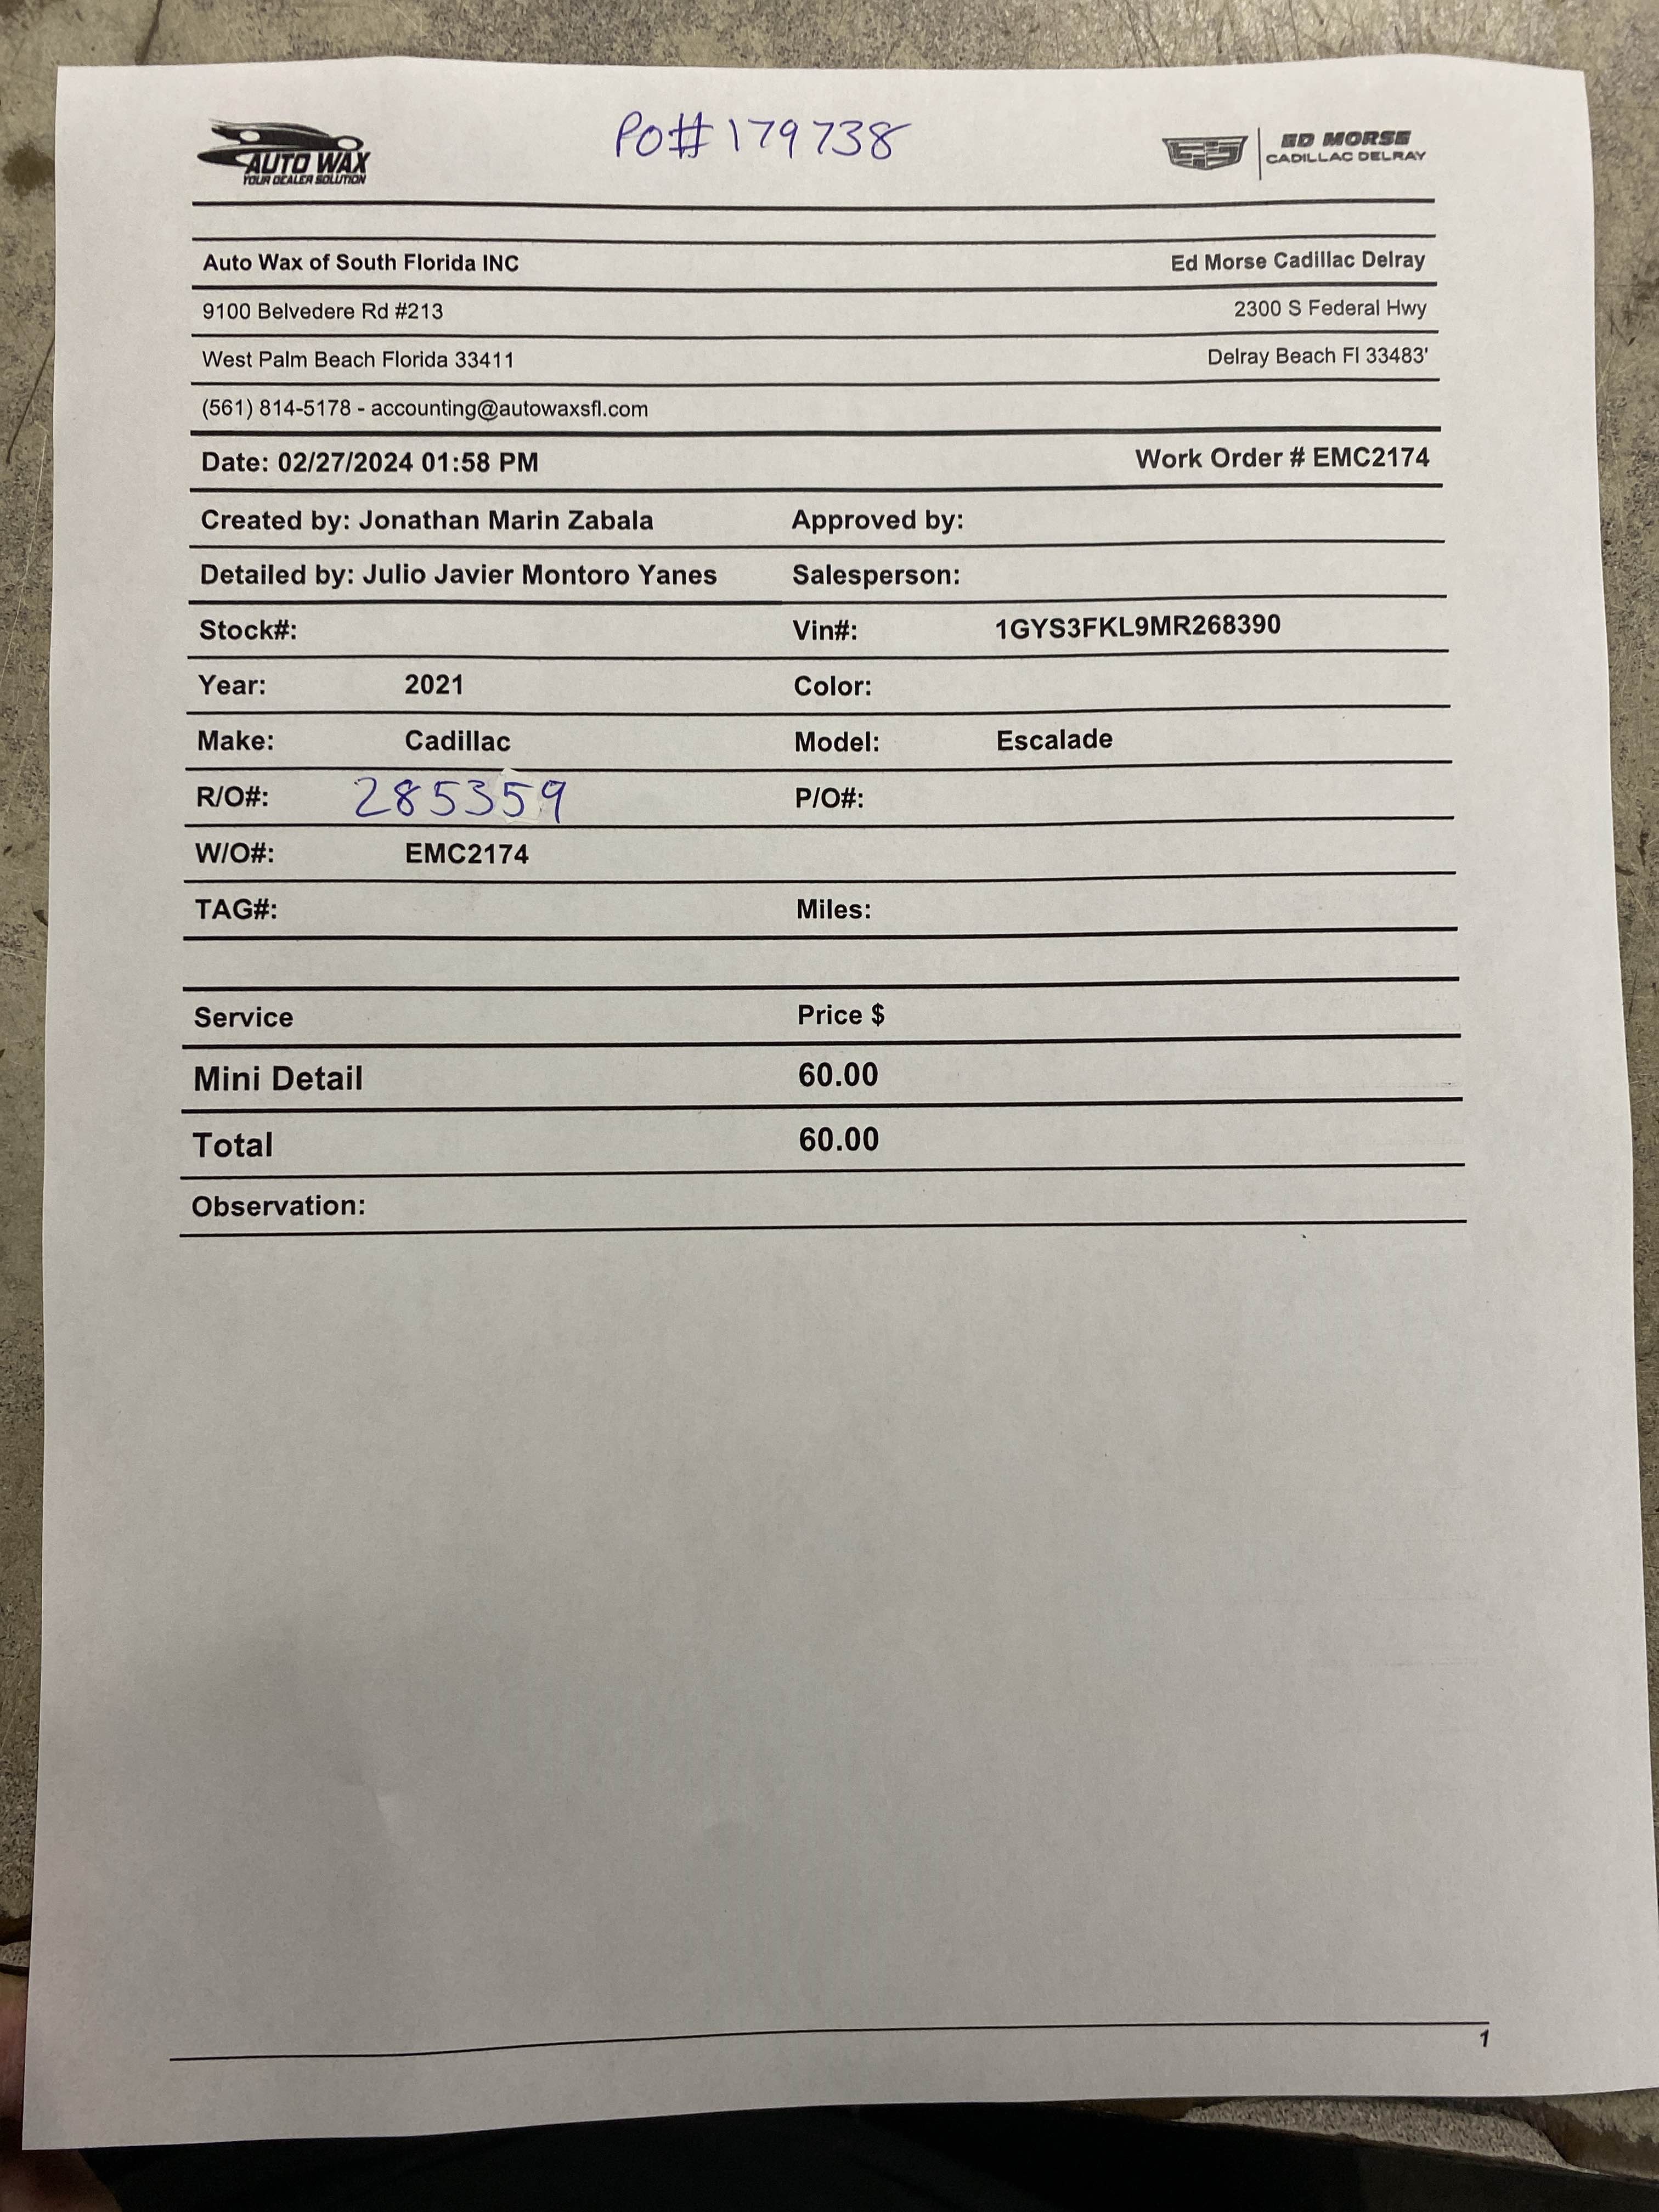 AUTO WAX
YOUR DEALER SOLUTION
PO# 179738
ED MORSE
CADILLAC DELRAY
Auto Wax of South Florida INC Ed Morse Cadillac Delray
9100 Belvedere Rd #213 2300 S Federal Hwy
West Palm Beach Florida 33411 Delray Beach Fl 33483'
(561) 814-5178 - accounting@autowaxsfl.com
Date: 02/27/2024 01:58 PM Work Order # EMC2174
Created by: Jonathan Marin Zabala Approved by:
Detailed by: Julio Javier Montoro Yanes Salesperson:
Stock#: Vin#: 1GYS3FKL9MR268390
Year: 2021 Color:
Make: Cadillac Model: Escalade
R/O#: 285359 P/O#:
W/O#: EMC2174
TAG#: Miles:
Service Price $
Mini Detail 60.00
Total 60.00
Observation:
1